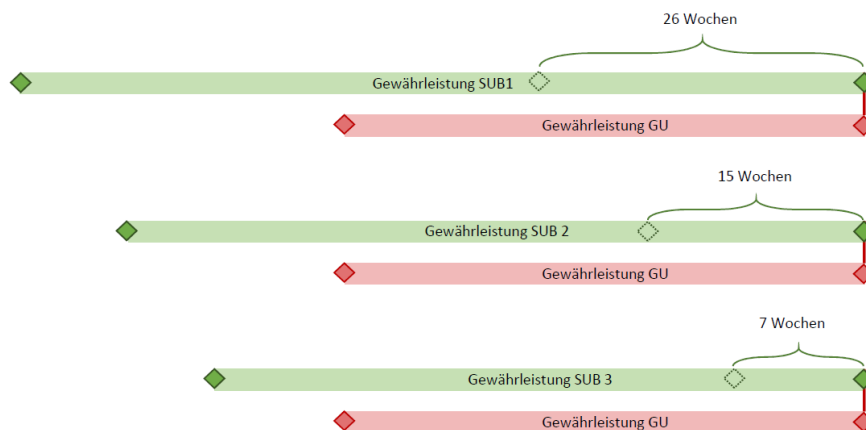 26 Wochen
Gewährleistung SUB1
Gewährleistung GU
15 Wochen
Gewährleistung SUB 2
Gewährleistung GU
7 Wochen
Gewährleistung SUB 3
Gewährleistung GU